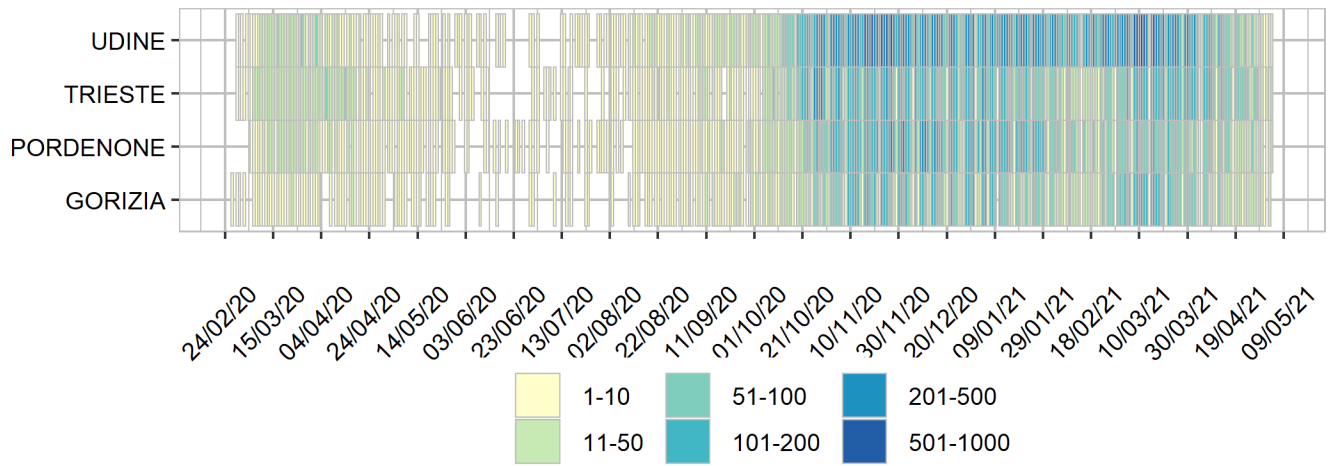 UDINE
TRIESTE
PORDENONE
GORIZIA
24/02/20 15/03/20 04/04/20 24/04/20 14/05/20 03/06/20 23/06/20 13/07/20 02/08/20 22/08/20 11/09/20 01/10/20 21/10/20 10/11/20 30/11/20 20/12/20 09/01/21 29/01/21 18/02/21 10/03/21 30/03/21 19/04/21 09/05/21
1-10 51-100 201-500
11-50 101-200 501-1000